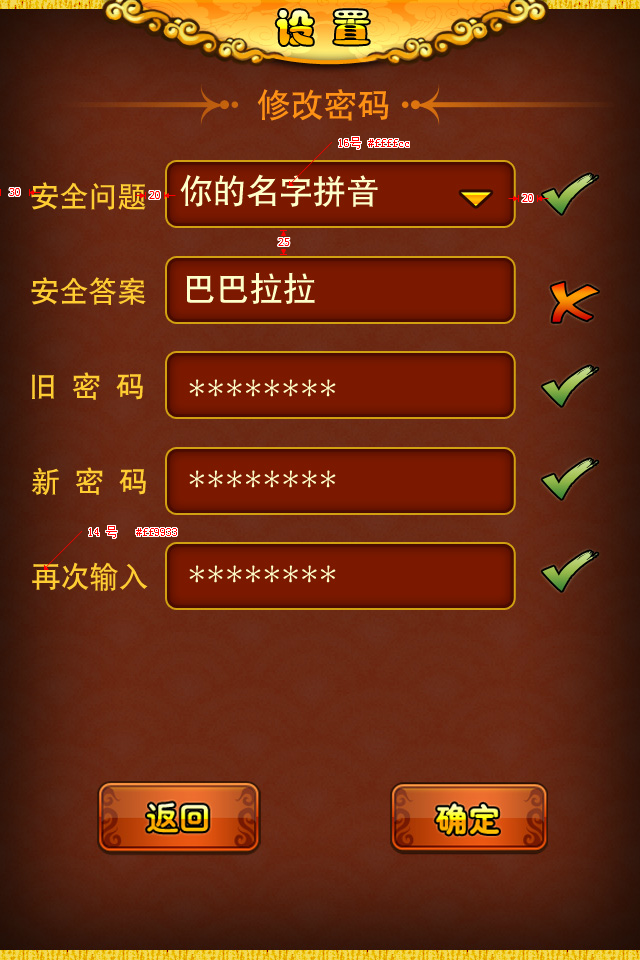 设置
修改密码
16号 #ffffcc
30 安全问题 20 你的名字拼音 20
25
安全答案 巴巴拉拉
旧密码 ********
新密码 ********
14 号 #ff9933
再次输入 ********
返回 确定